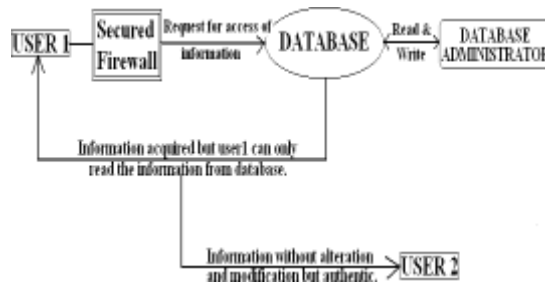 USER 1
Secured
Firewall
Request for access of
information
DATABASE
Read &
Write
DATABASE
ADMINISTRATOR
Information acquired but user1 can only
read the information from database.
Information without alteration
and modification but authentic.
USER 2